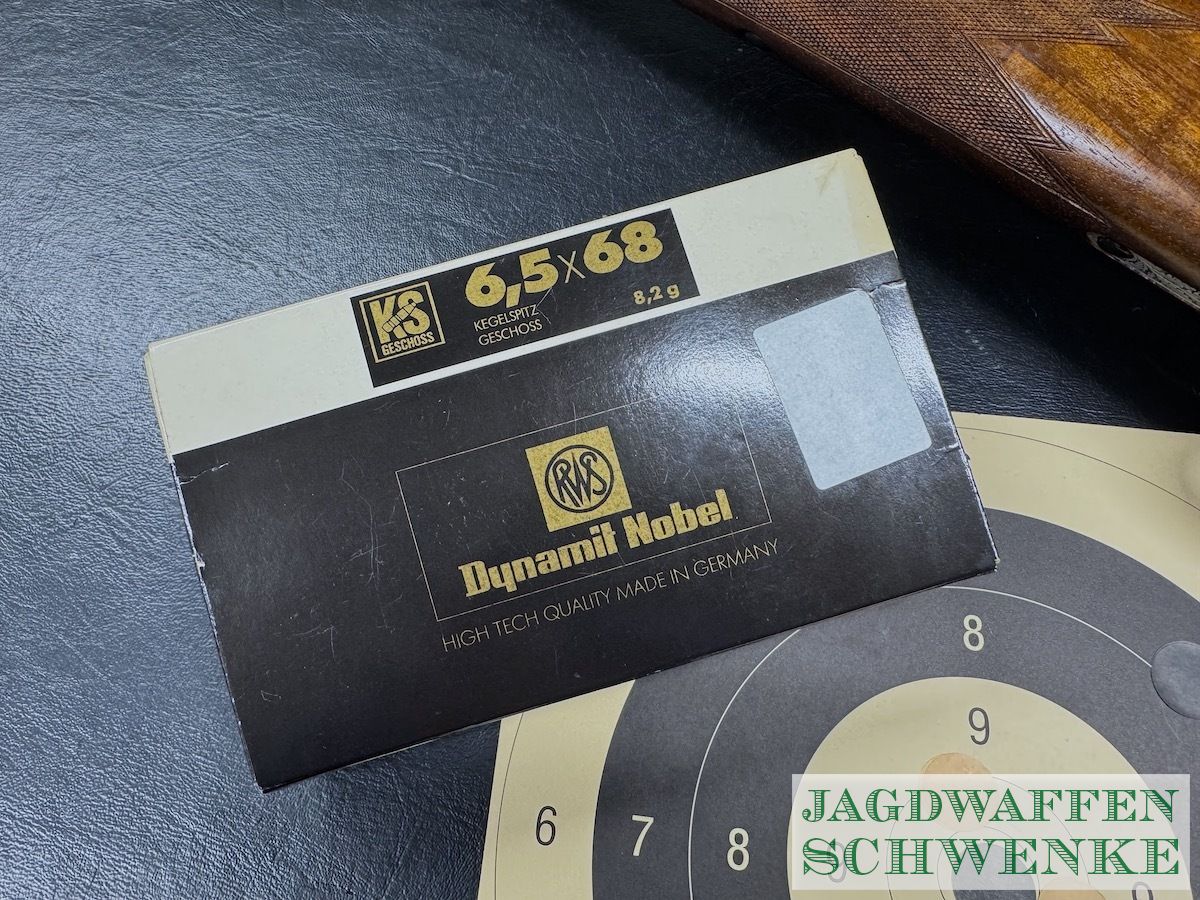 KS
GESCHOSS
6,5x68
KEGELSPITZ
GESCHOSS
8,2 g
RWS
Dynamit Nobel
HIGH TECH QUALITY MADE IN GERMANY
8
9
6
7
8
9
JAGDWAFFEN
SCHWENKE